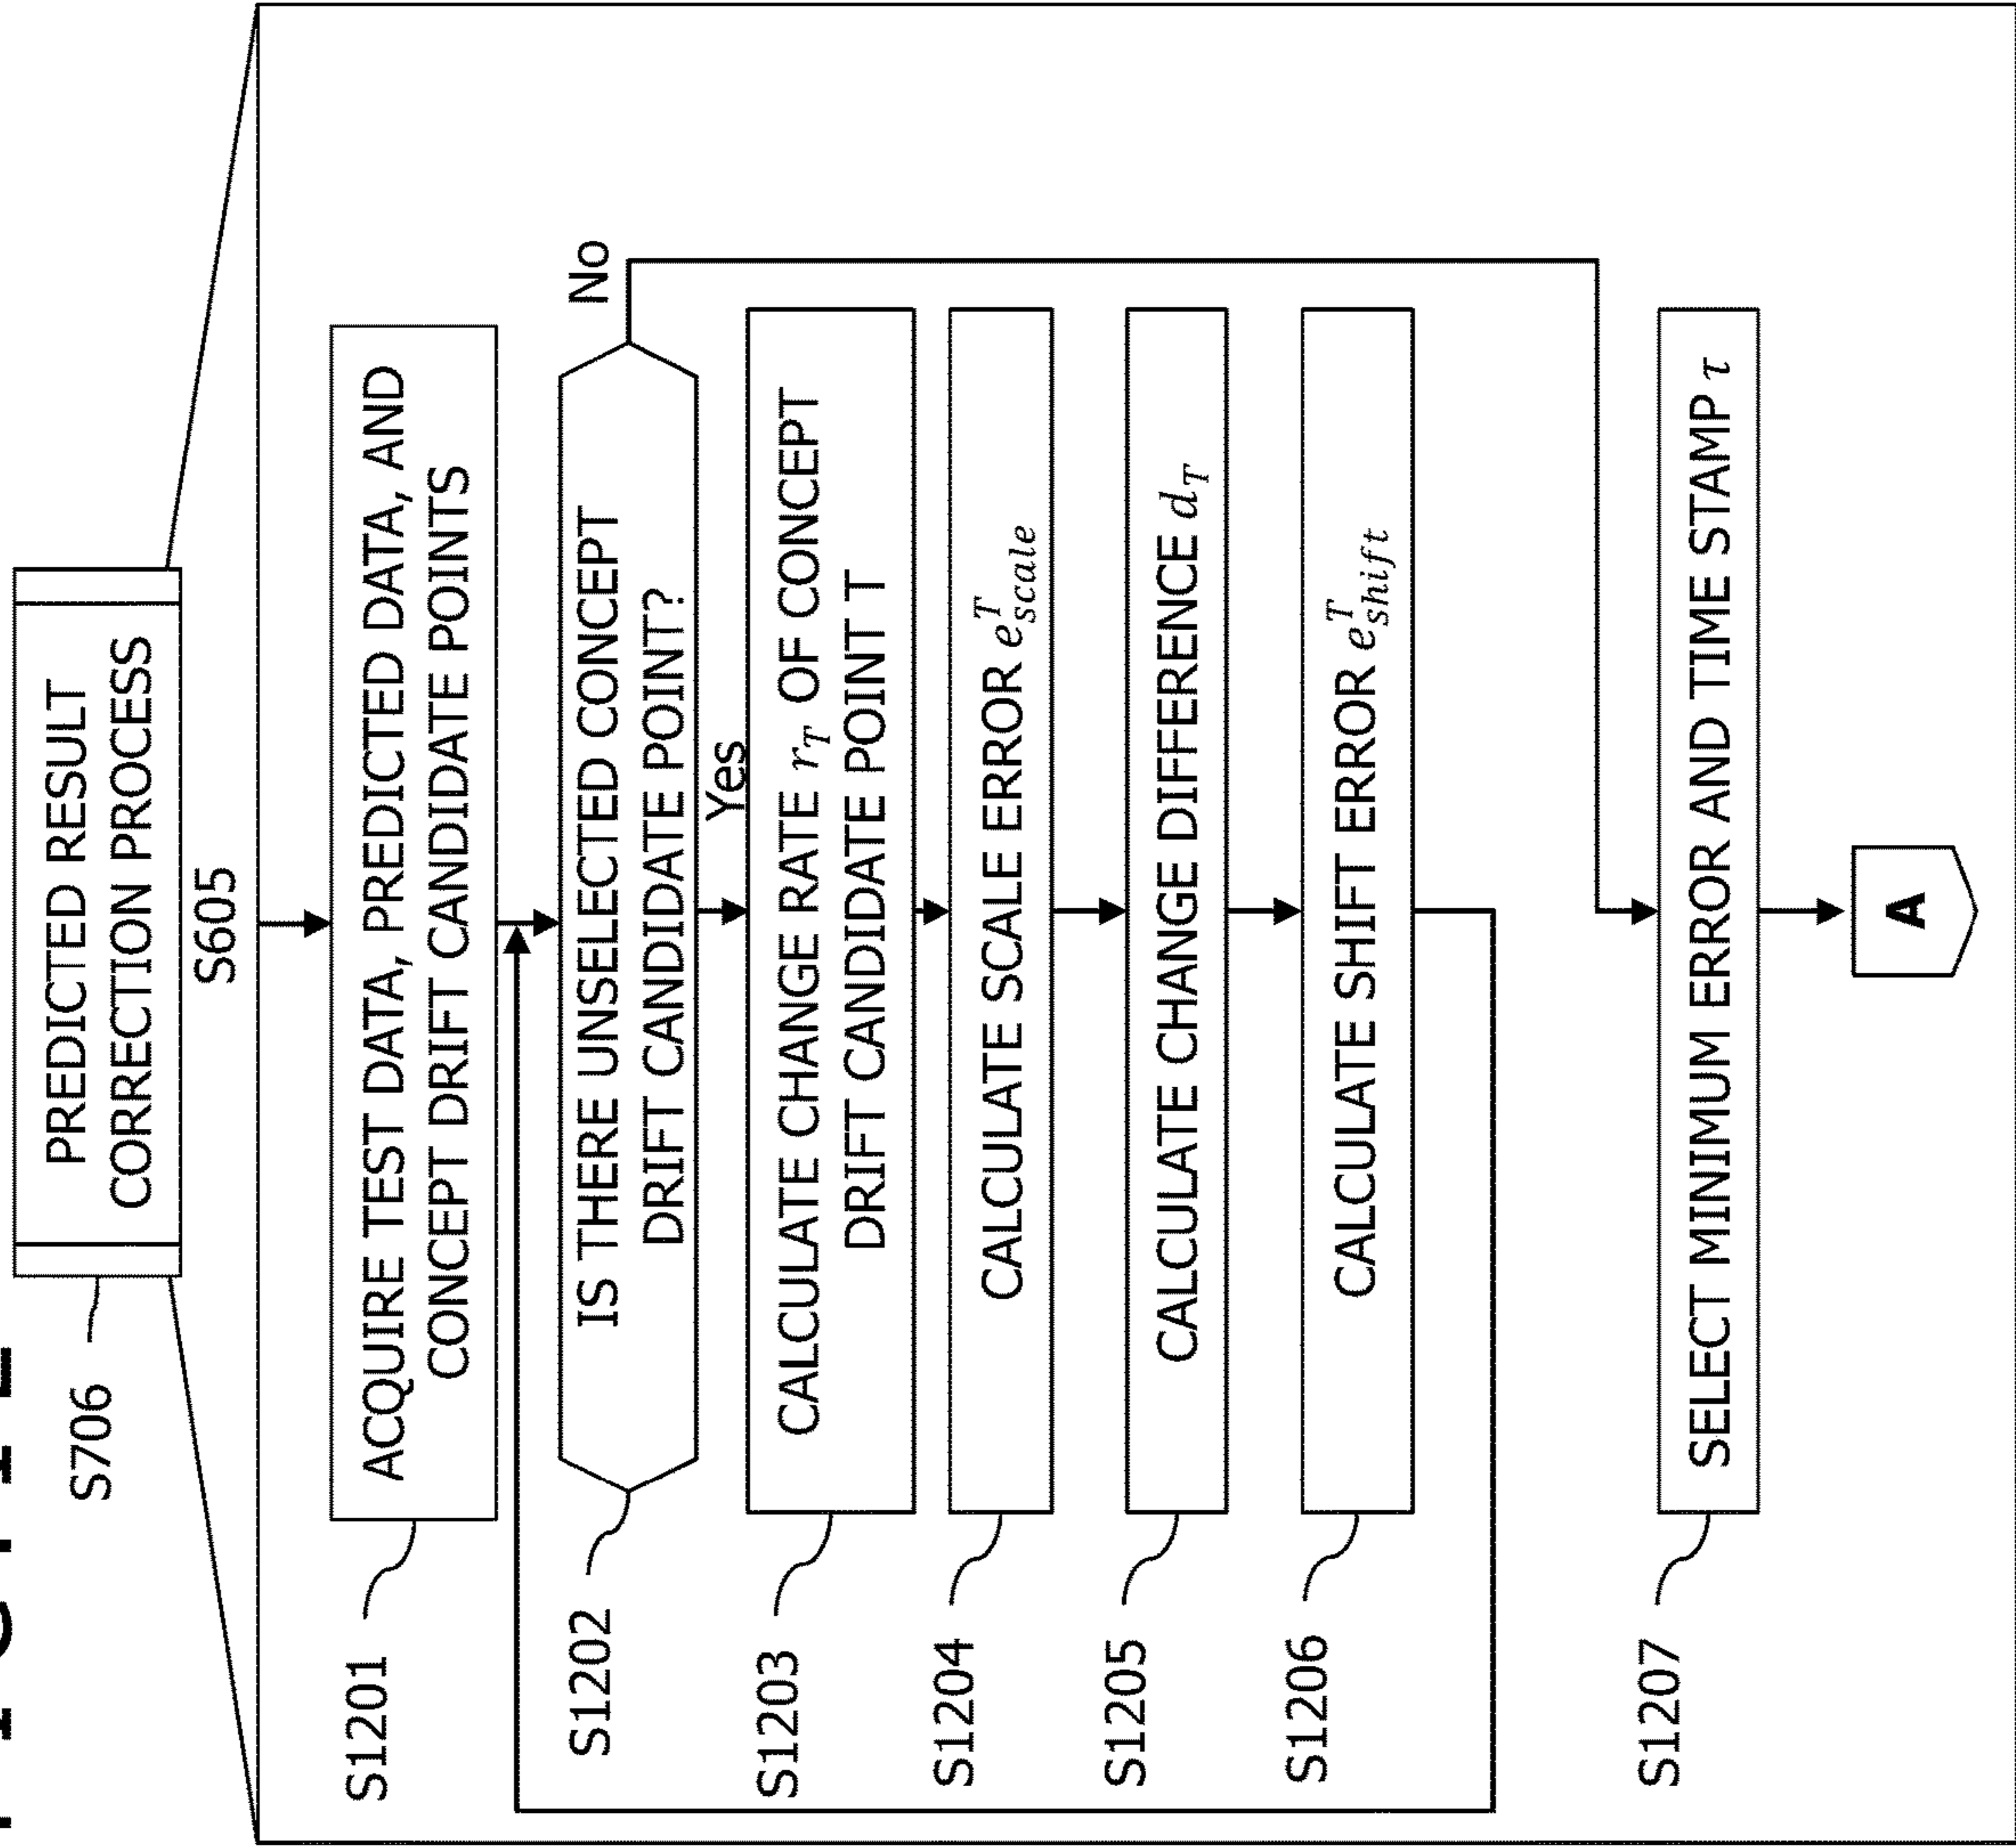 PREDICTED RESULT
CORRECTION PROCESS
S706
S605
S1201
ACQUIRE TEST DATA, PREDICTED DATA, AND
CONCEPT DRIFT CANDIDATE POINTS
S1202
IS THERE UNSELECTED CONCEPT
DRIFT CANDIDATE POINT?
No
Yes
S1203
CALCULATE CHANGE RATE r_T OF CONCEPT
DRIFT CANDIDATE POINT T
S1204
CALCULATE SCALE ERROR e^T_scale
S1205
CALCULATE CHANGE DIFFERENCE d_T
S1206
CALCULATE SHIFT ERROR e^T_shift
S1207
SELECT MINIMUM ERROR AND TIME STAMP τ
A